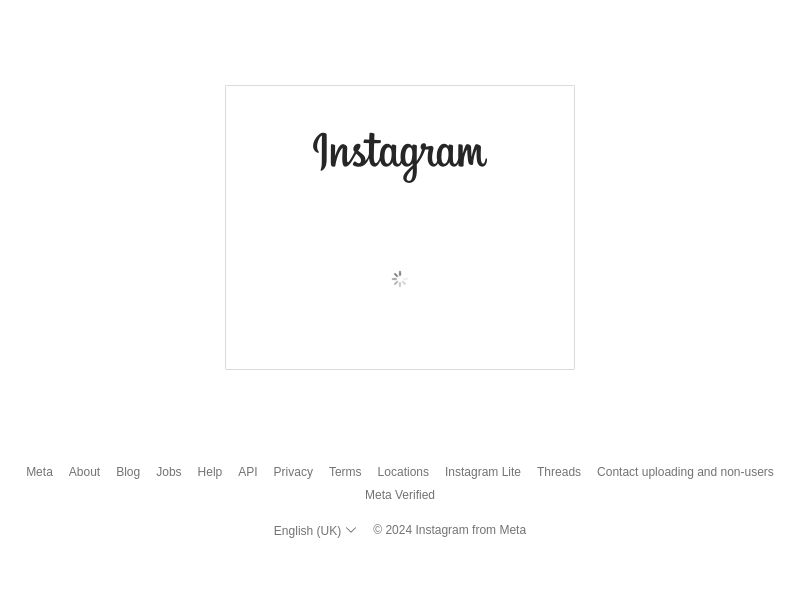 Instagram
Meta About Blog Jobs Help API Privacy Terms Locations Instagram Lite Threads Contact uploading and non-users
Meta Verified
English (UK) © 2024 Instagram from Meta